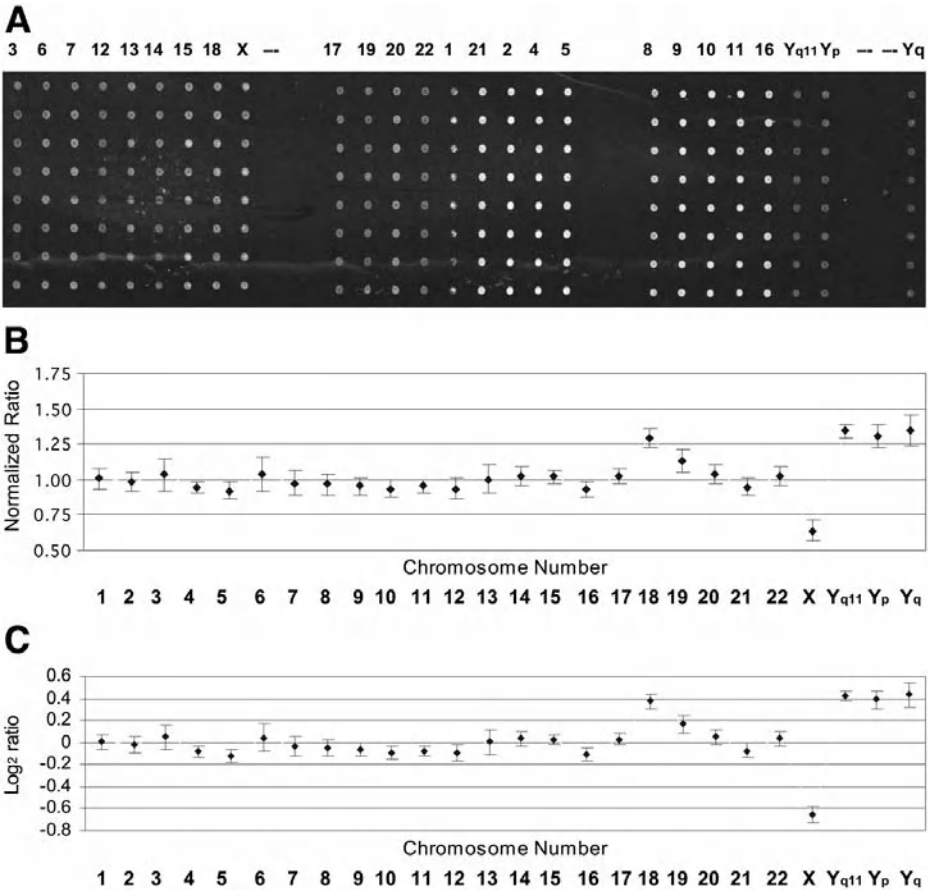 A
3 6 7 12 13 14 15 18 X --- 17 19 20 22 1 21 2 4 5 8 9 10 11 16 Yq11 Yp --- --- Yq
B
1.75
1.50
1.25
1.00
0.75
0.50
Normalized Ratio
Chromosome Number
1 2 3 4 5 6 7 8 9 10 11 12 13 14 15 16 17 18 19 20 21 22 X Yq11 Yp Yq
C
0.6
0.4
0.2
0
-0.2
-0.4
-0.6
-0.8
Log2 ratio
Chromosome Number
1 2 3 4 5 6 7 8 9 10 11 12 13 14 15 16 17 18 19 20 21 22 X Yq11 Yp Yq